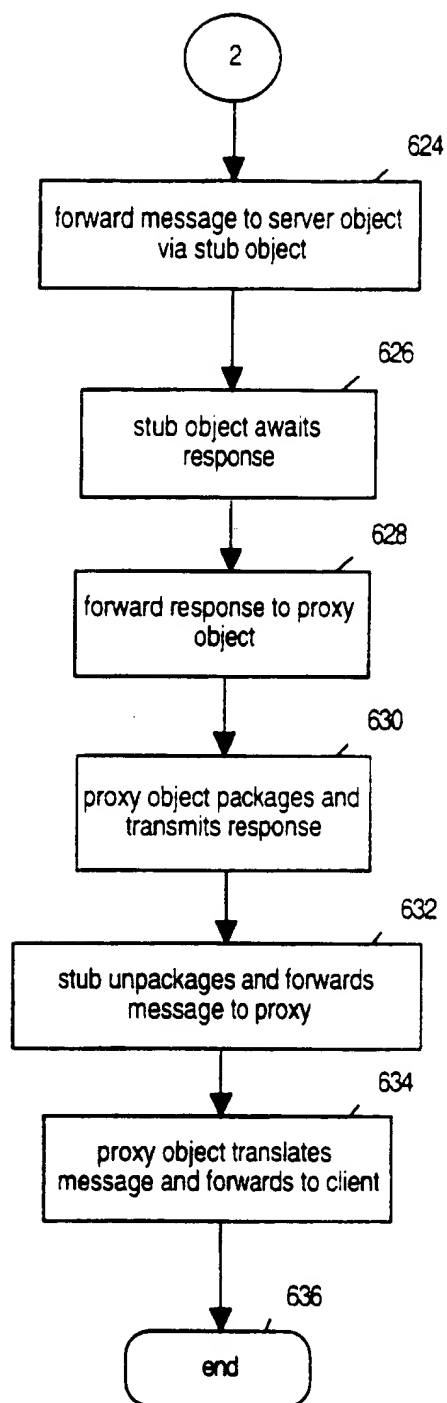 2
624
forward message to server object
via stub object
626
stub object awaits
response
628
forward response to proxy
object
630
proxy object packages and
transmits response
632
stub unpackages and forwards
message to proxy
634
proxy object translates
message and forwards to client
636
end